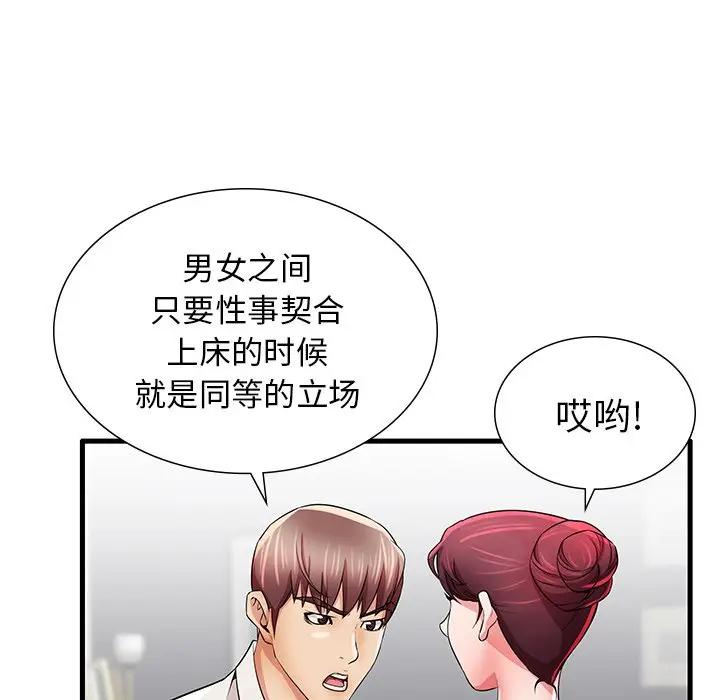 男女之间
只要性事契合
上床的时候
就是同等的立场
哎哟!